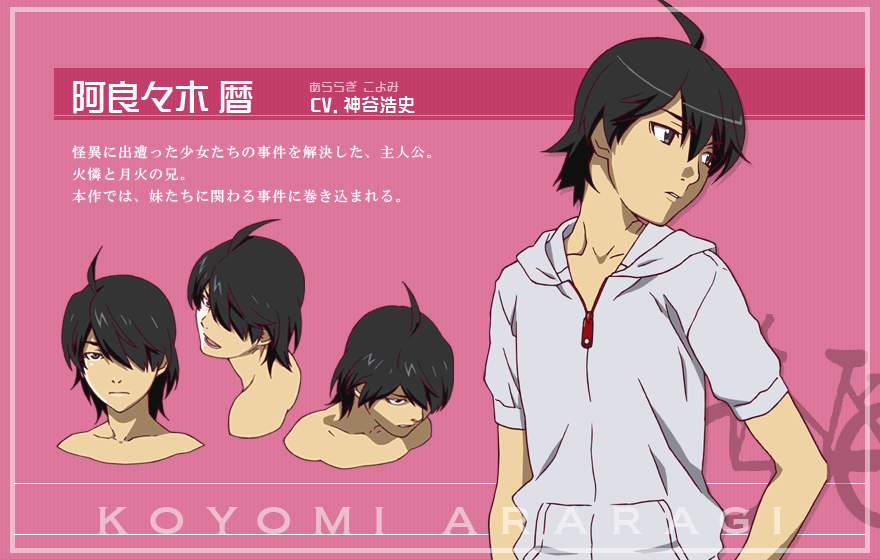 阿良々木 暦
あららぎ こよみ
CV.神谷浩史
怪異に出遭った少女たちの事件を解決した、主人公。
火憐と月火の兄。
本作では、妹たちに関わる事件に巻き込まれる。
KOYOMI ARARAGI